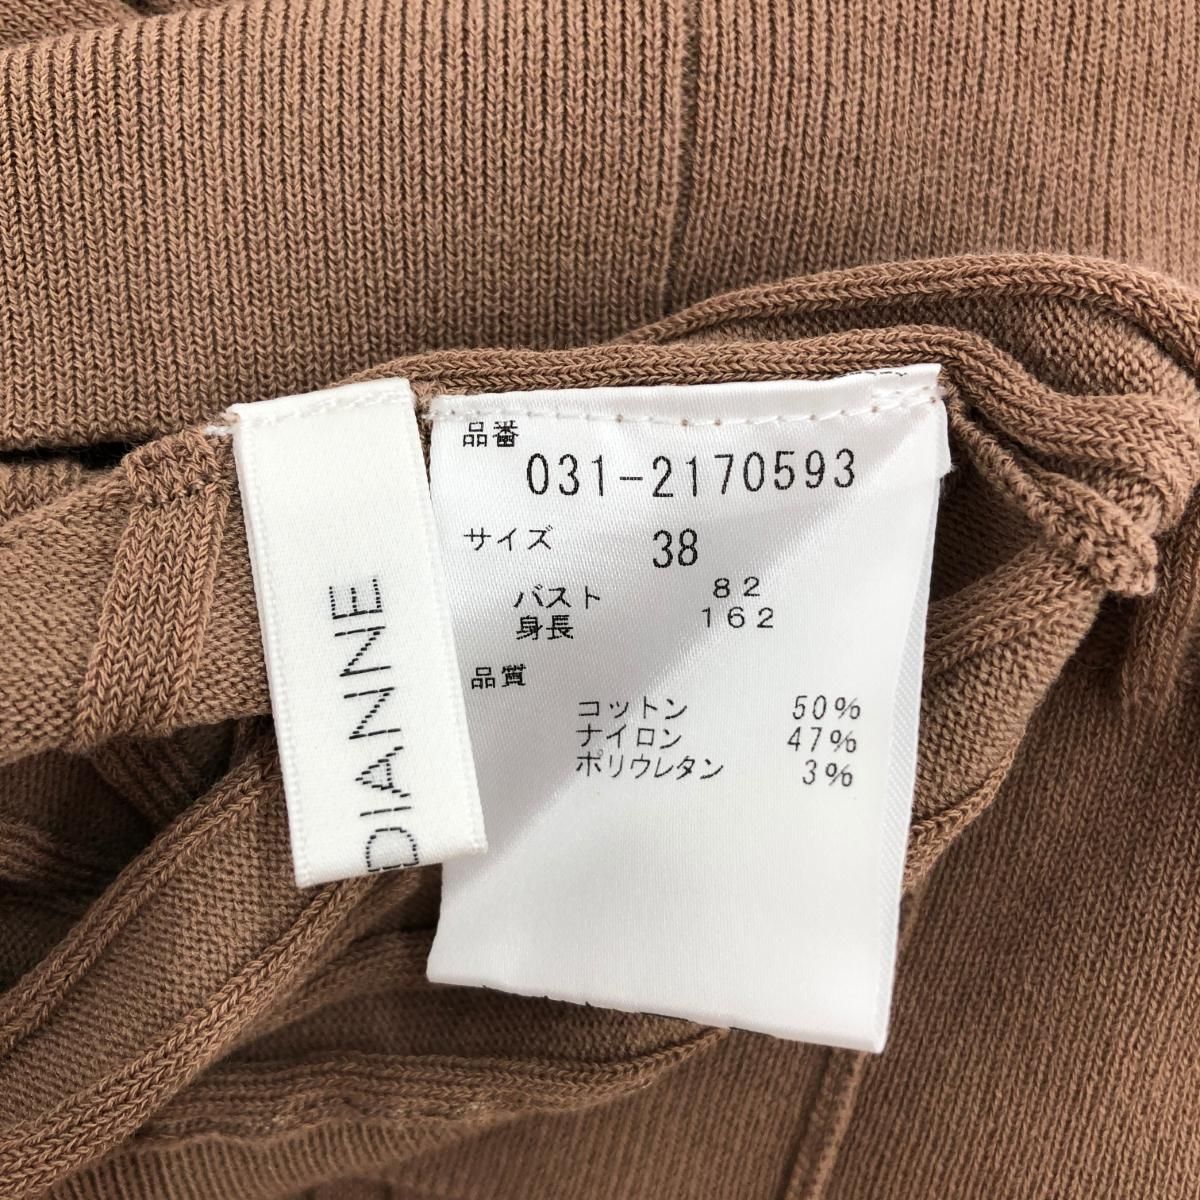 DIANNE
品番
031-2170593
サイズ 38
バスト 82
身長 162
品質
コットン 50%
ナイロン 47%
ポリウレタン 3%